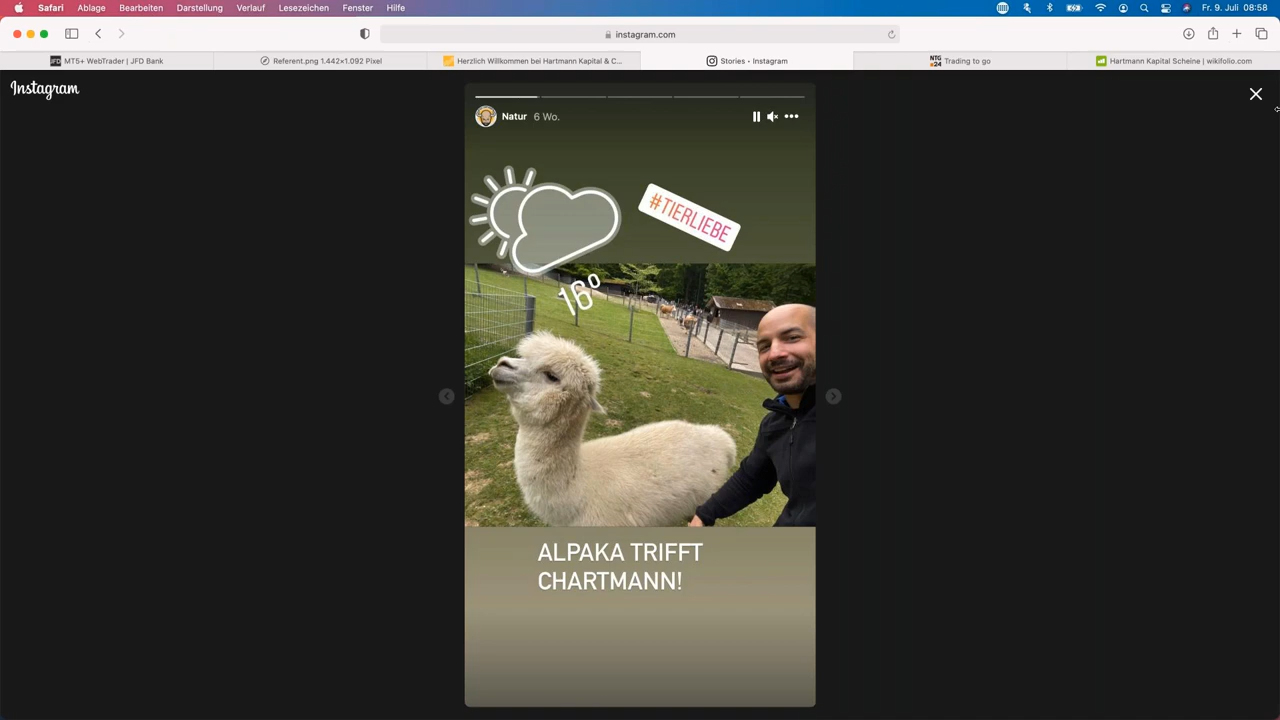 Safari Ablage Bearbeiten Darstellung Verlauf Lesezeichen Fenster Hilfe Fr. 9. Juli 08:58
instagram.com
JFD MT5+ WebTrader | JFD Bank
Referent.png 1.442×1.092 Pixel
Herzlich Willkommen bei Hartmann Kapital & C...
Stories • Instagram
NTG24 Trading to go
Hartmann Kapital Scheine | wikifolio.com
Instagram
Natur 6 Wo.
#TIERLIEBE
16°
ALPAKA TRIFFT
CHARTMANN!